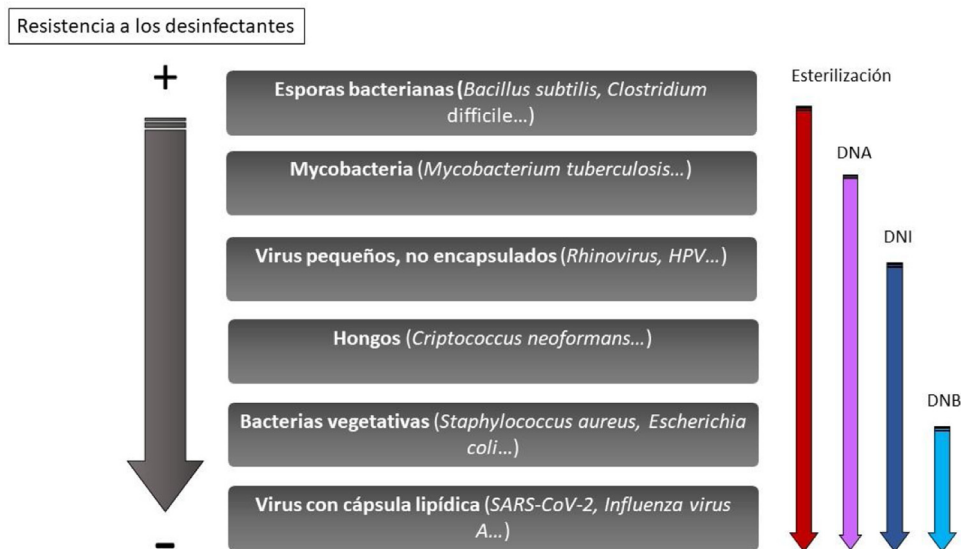 Resistencia a los desinfectantes
+
Esporas bacterianas (Bacillus subtilis, Clostridium
difficile...)
Esterilización
Mycobacteria (Mycobacterium tuberculosis...)
DNA
Virus pequeños, no encapsulados (Rhinovirus, HPV...)
DNI
Hongos (Criptococcus neoformans...)
Bacterias vegetativas (Staphylococcus aureus, Escherichia
coli...)
DNB
Virus con cápsula lipídica (SARS-CoV-2, Influenza virus
A...)
-